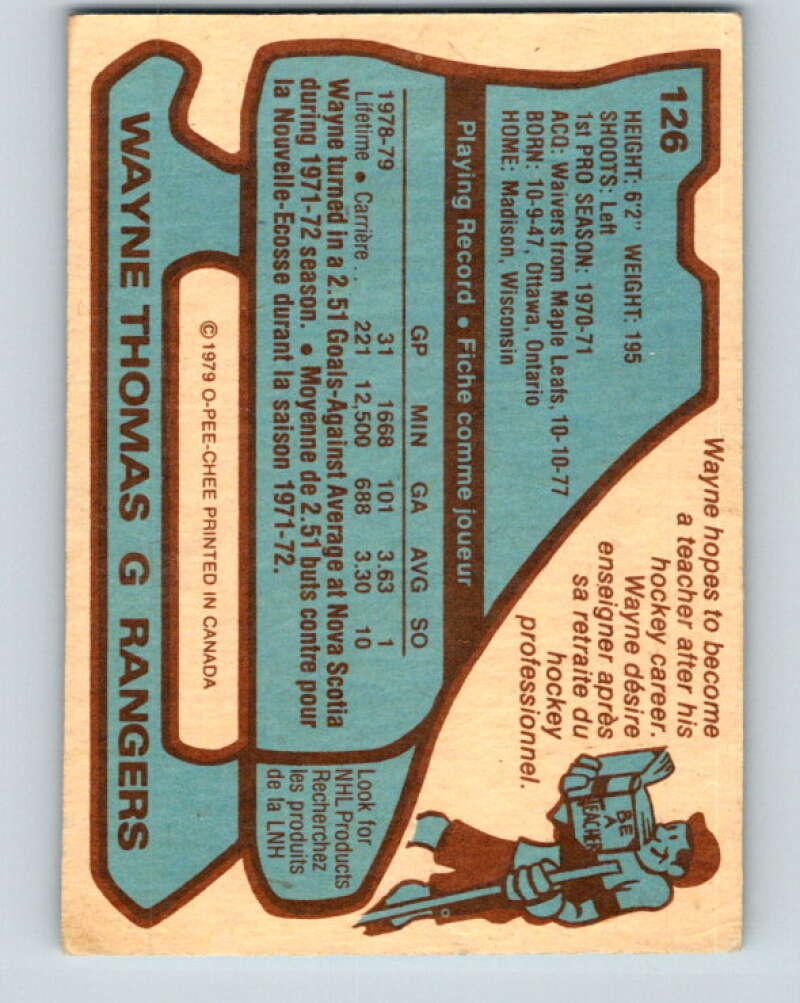 126
HEIGHT: 6'2" WEIGHT: 195
SHOOTS: Left
1st PRO SEASON: 1970-71
ACQ: Waivers from Maple Leafs, 10-10-77
BORN: 10-9-47, Ottawa, Ontario
HOME: Madison, Wisconsin
Wayne hopes to become
a teacher after his
hockey career.
Wayne désire
enseigner après
sa retraite du
hockey
professionnel.
BE
A
TEACHER
Playing Record • Fiche comme joueur
GP MIN GA AVG SO
1978-79 31 1668 101 3.63 1
Lifetime • Carrière . . 221 12,500 688 3.30 10
Wayne turned in a 2.51 Goals-Against Average at Nova Scotia
during 1971-72 season. • Moyenne de 2.51 buts contre pour
la Nouvelle-Ecosse durant la saison 1971-72.
Look for
NHL Products
Recherchez
les produits
de la LNH
© 1979 O-PEE-CHEE PRINTED IN CANADA
WAYNE THOMAS G RANGERS